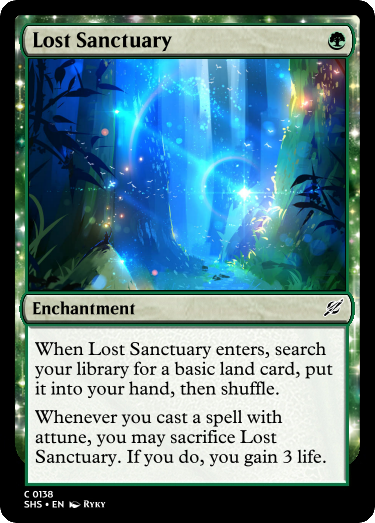 Lost Sanctuary
Enchantment
When Lost Sanctuary enters, search
your library for a basic land card, put
it into your hand, then shuffle.
Whenever you cast a spell with
attune, you may sacrifice Lost
Sanctuary. If you do, you gain 3 life.
C 0138
SHS • EN Ryky